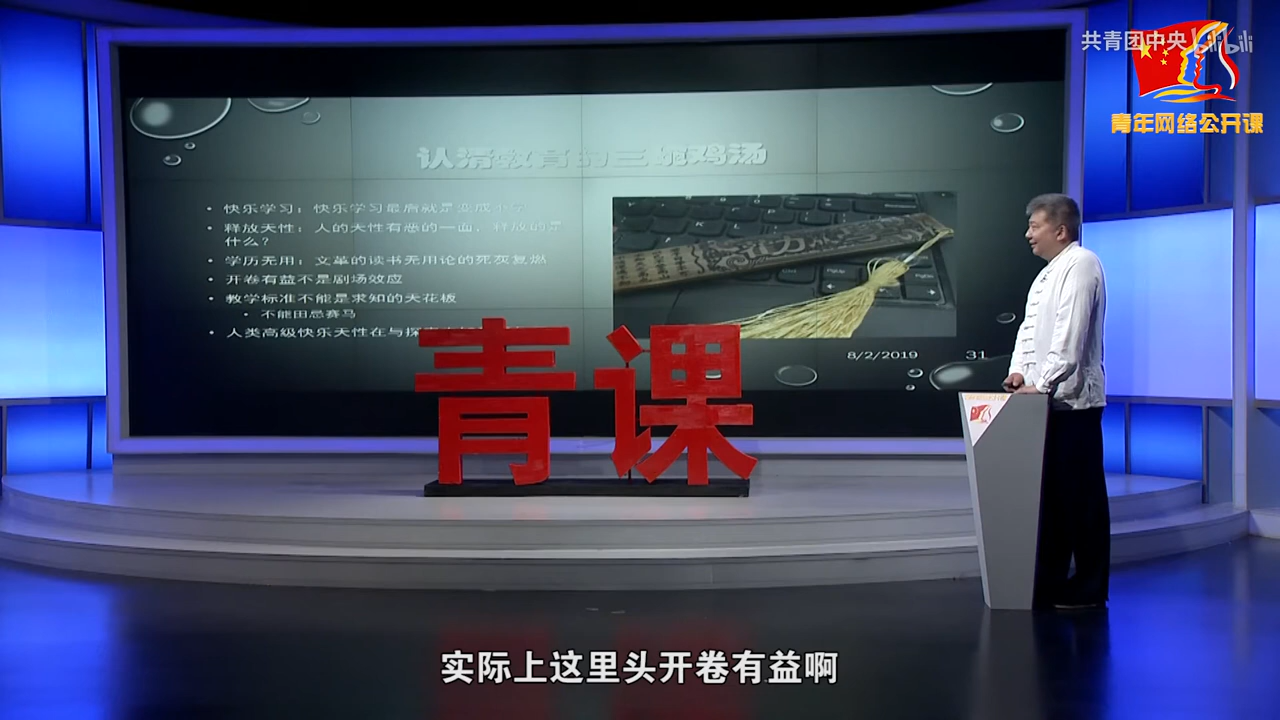 共青团中央 bilibili
青年网络公开课
认清教育的三碗鸡汤
• 快乐学习：快乐学习最后就是变成小学
• 释放天性：人的天性有恶的一面，释放的是
什么？
• 学历无用：文革的读书无用论的死灰复燃
• 开卷有益不是剧场效应
• 教学标准不能是求知的天花板
• 不能田忌赛马
• 人类高级快乐天性在与探
8/2/2019 31
青课
实际上这里头开卷有益啊